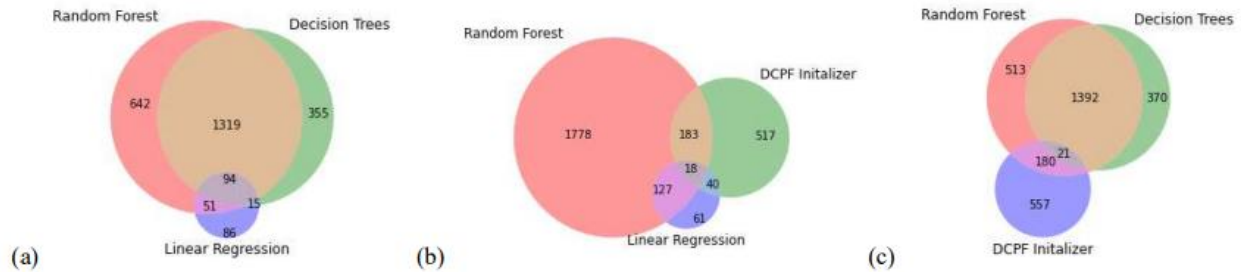 Random Forest
Decision Trees
642
1319
355
94
51
15
86
Linear Regression
(a)
Random Forest
DCPF Initalizer
1778
183
517
18
127
40
61
Linear Regression
(b)
Random Forest
Decision Trees
513
1392
370
21
180
557
DCPF Initalizer
(c)